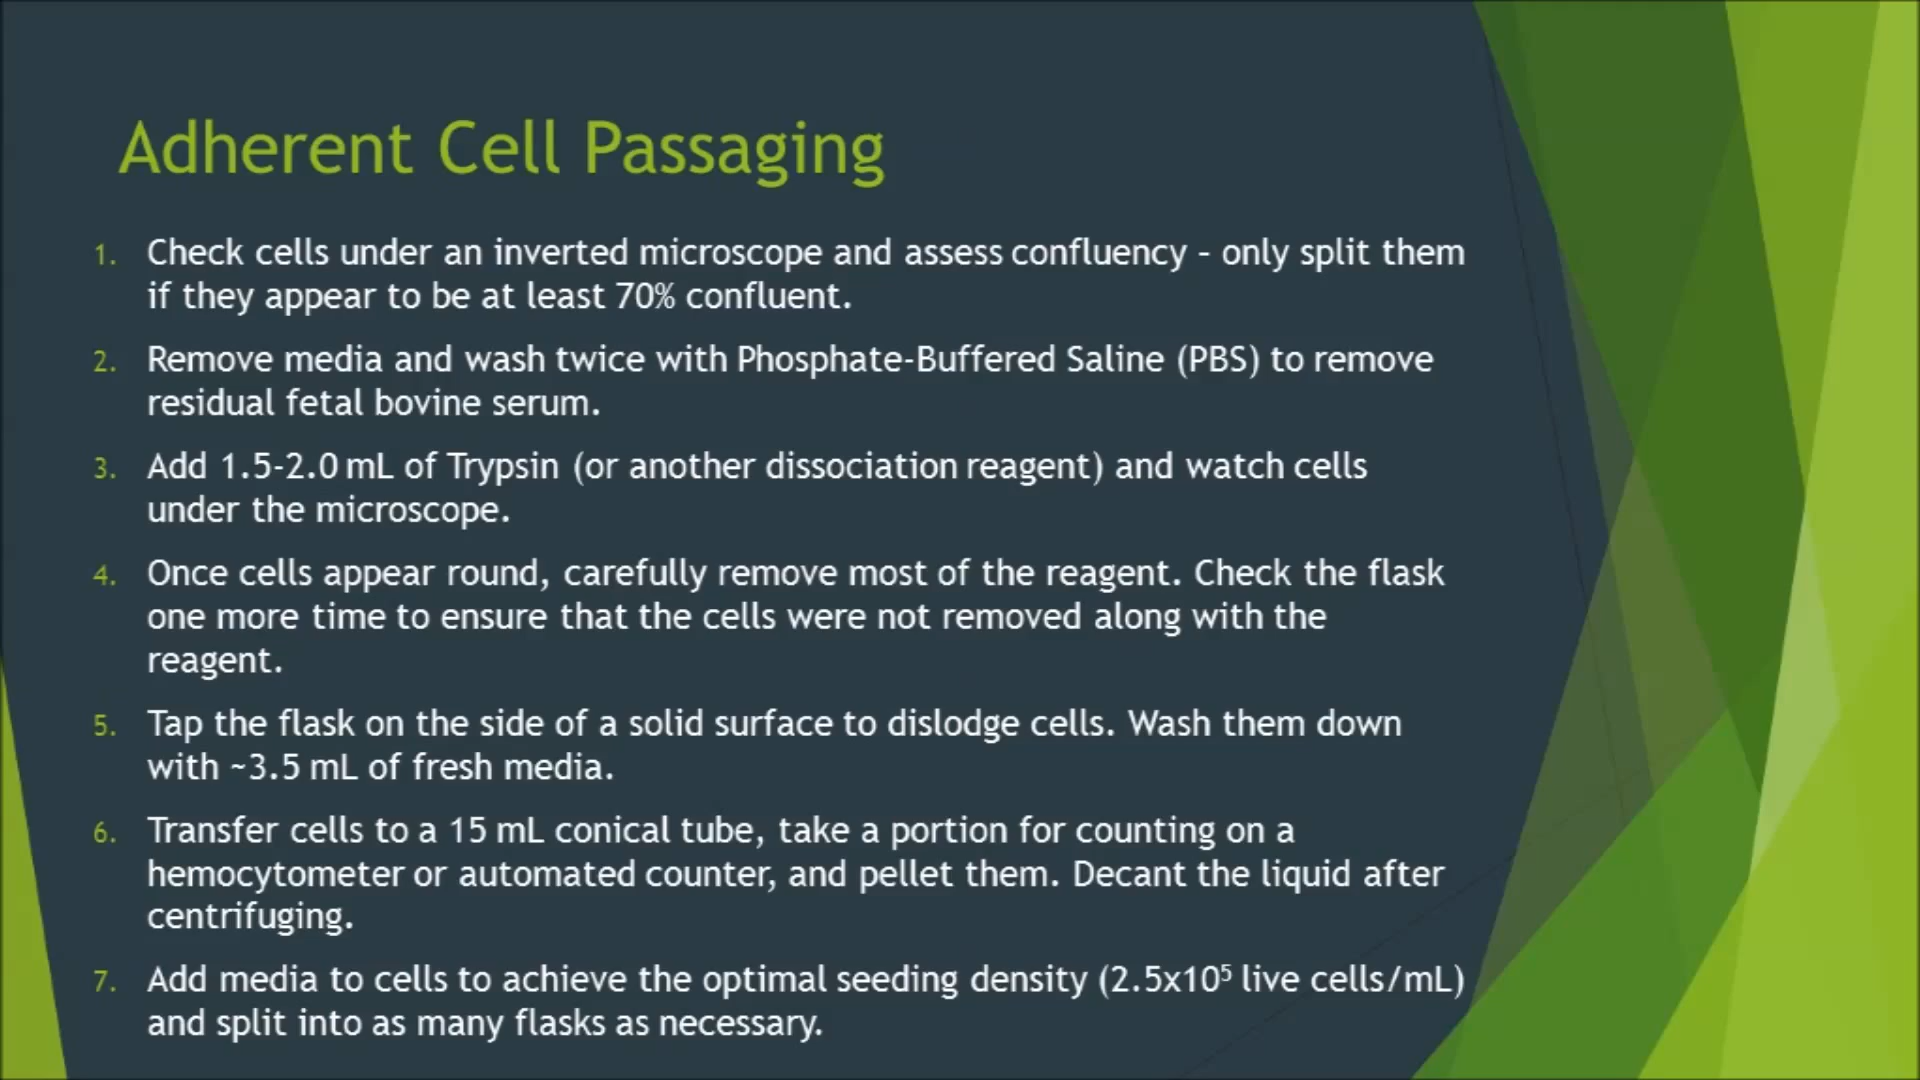 Adherent Cell Passaging
1. Check cells under an inverted microscope and assess confluency – only split them
if they appear to be at least 70% confluent.
2. Remove media and wash twice with Phosphate-Buffered Saline (PBS) to remove
residual fetal bovine serum.
3. Add 1.5-2.0 mL of Trypsin (or another dissociation reagent) and watch cells
under the microscope.
4. Once cells appear round, carefully remove most of the reagent. Check the flask
one more time to ensure that the cells were not removed along with the
reagent.
5. Tap the flask on the side of a solid surface to dislodge cells. Wash them down
with ~3.5 mL of fresh media.
6. Transfer cells to a 15 mL conical tube, take a portion for counting on a
hemocytometer or automated counter, and pellet them. Decant the liquid after
centrifuging.
7. Add media to cells to achieve the optimal seeding density (2.5x10⁵ live cells/mL)
and split into as many flasks as necessary.